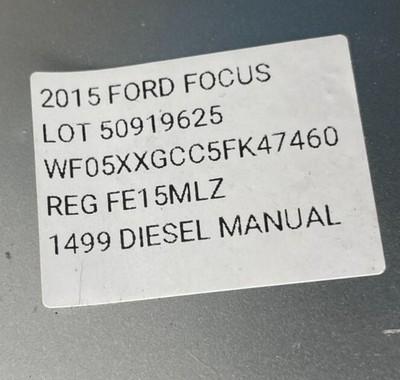 2015 FORD FOCUS
LOT 50919625
WF05XXGCC5FK47460
REG FE15MLZ
1499 DIESEL MANUAL